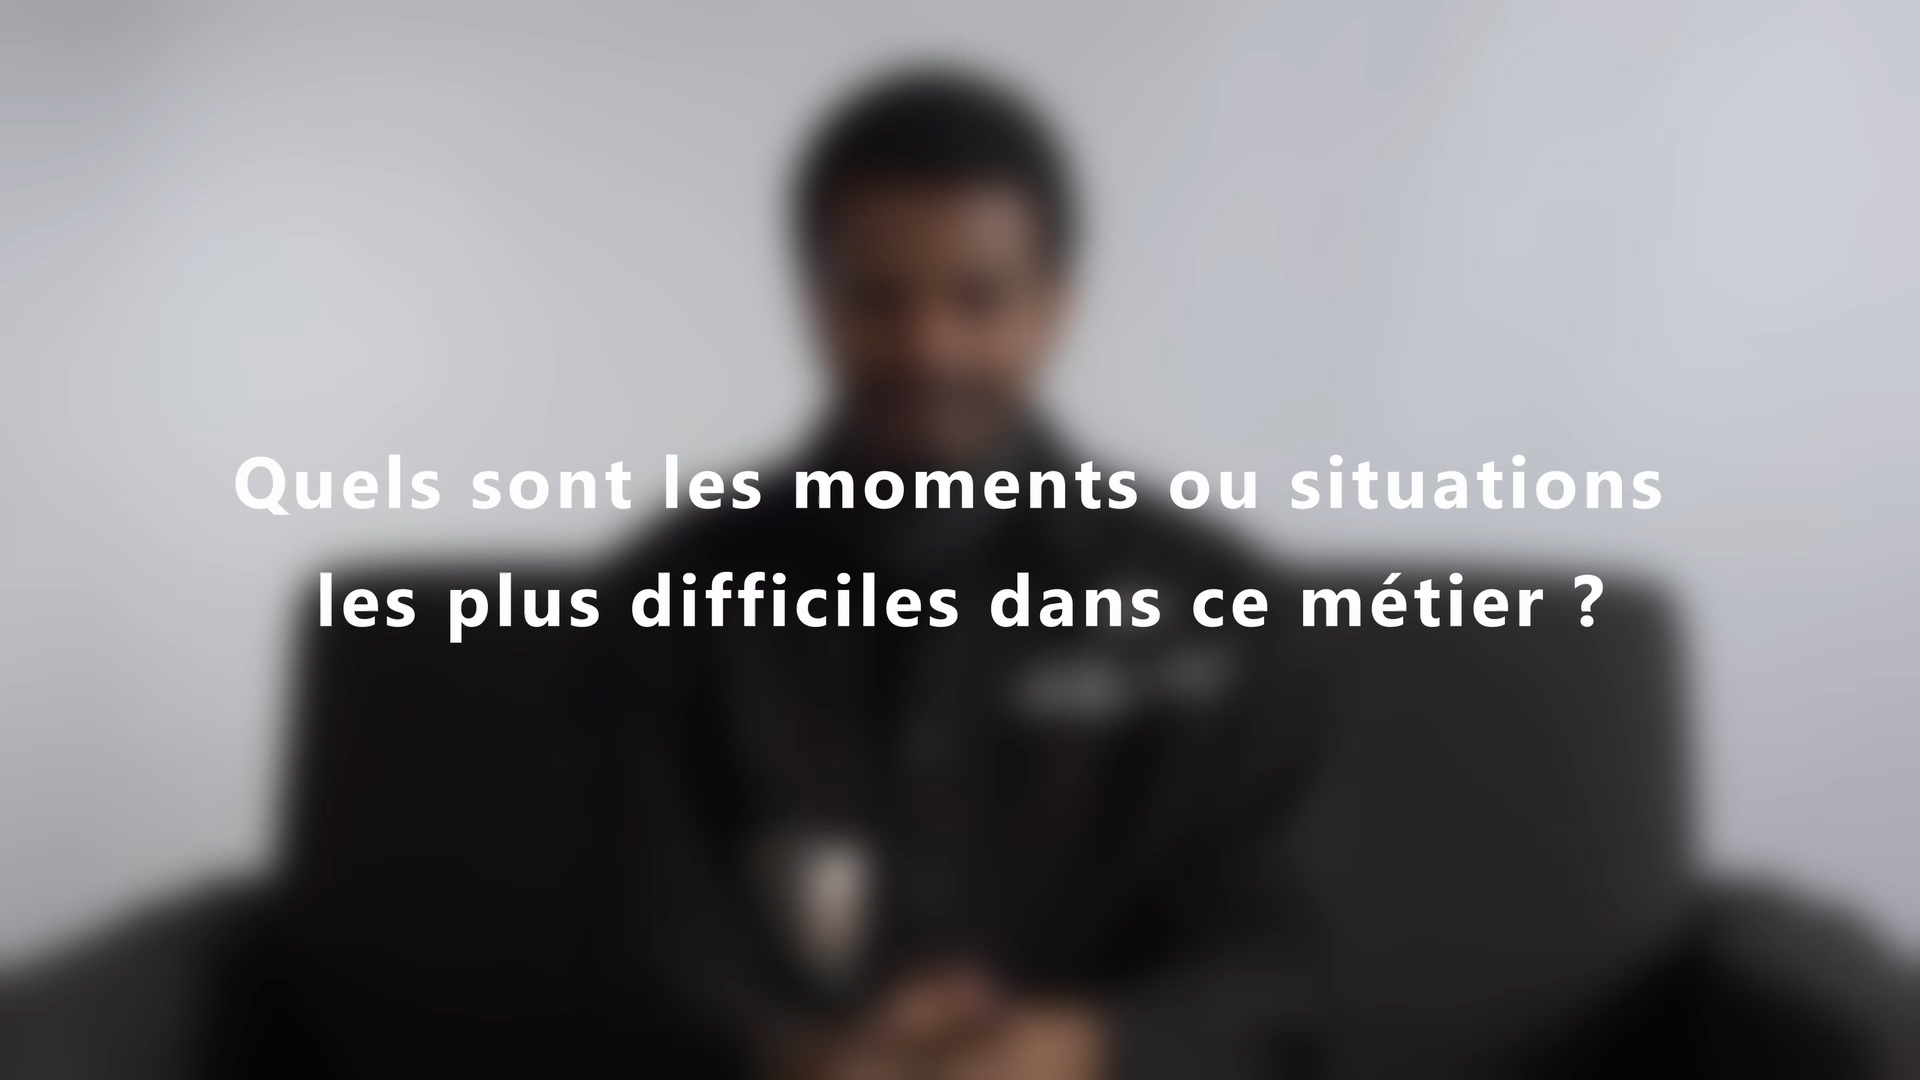 Quels sont les moments ou situations
les plus difficiles dans ce métier ?